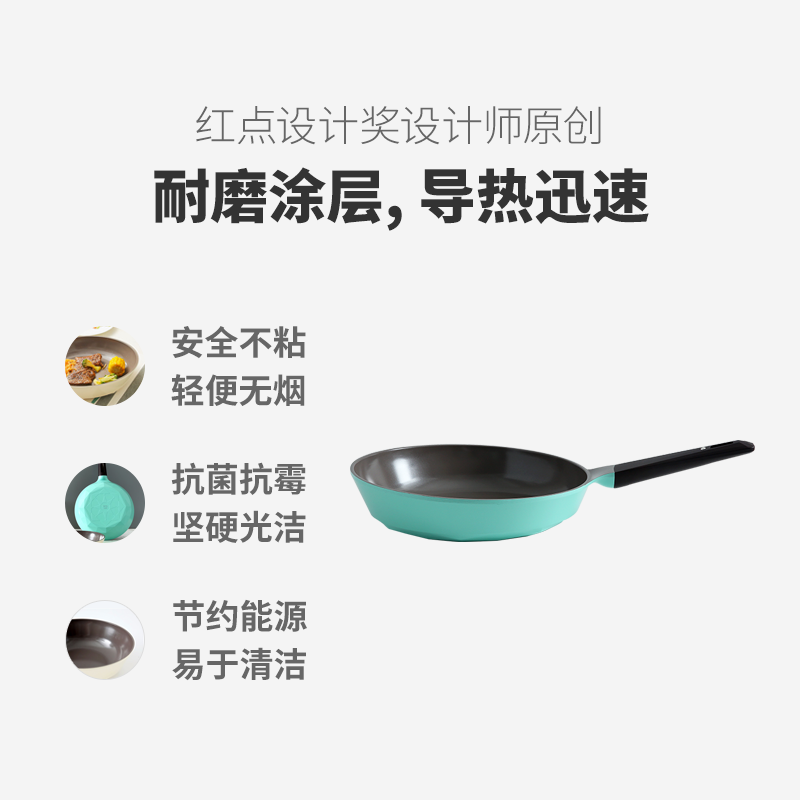 红点设计奖设计师原创
耐磨涂层, 导热迅速
安全不粘
轻便无烟
抗菌抗霉
坚硬光洁
节约能源
易于清洁